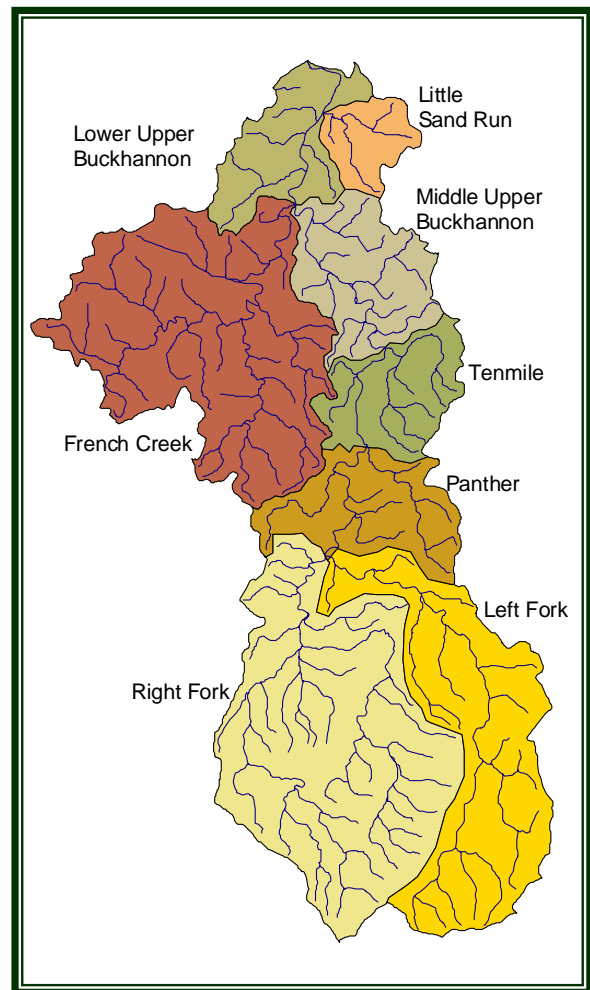 Little
Sand Run
Lower Upper
Buckhannon
Middle Upper
Buckhannon
Tenmile
French Creek
Panther
Left Fork
Right Fork